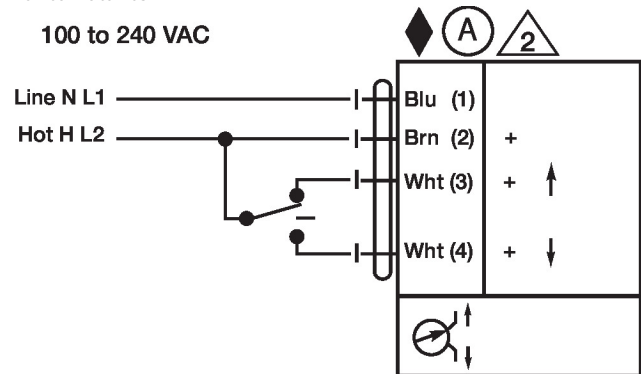 100 to 240 VAC
A
2
Line N L1
Blu (1)
Hot H L2
Brn (2) +
Wht (3) +
Wht (4) +